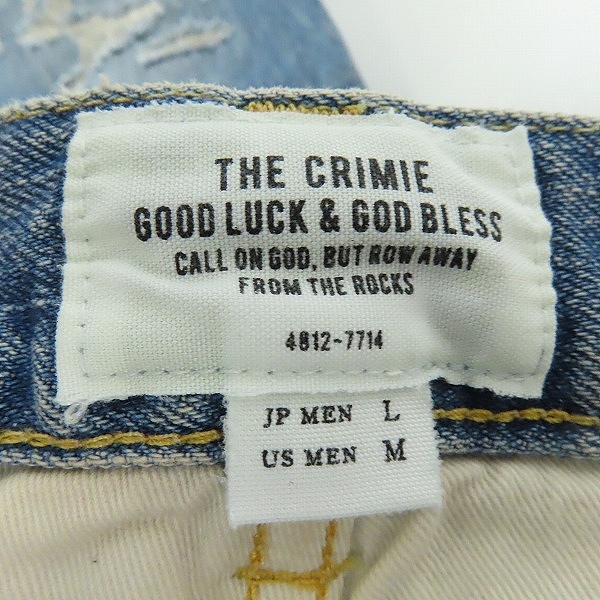 THE CRIMIE
GOOD LUCK & GOD BLESS
CALL ON GOD, BUT ROW AWAY
FROM THE ROCKS
4812-7714
JP MEN L
US MEN M